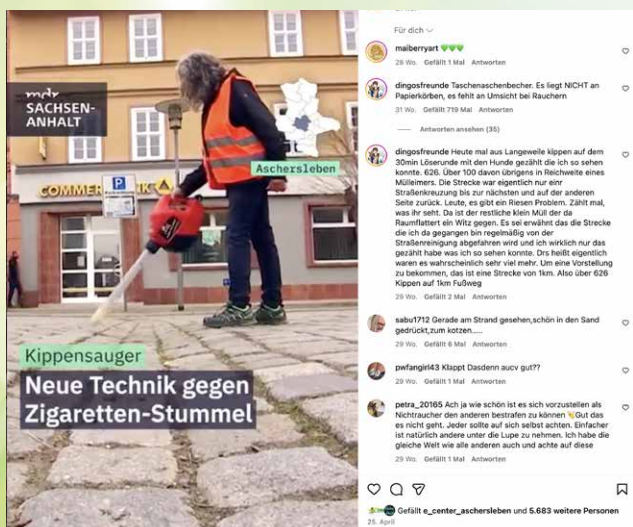 mdr
SACHSEN-
ANHALT
Aschersleben
COMMER
P
Kippensauger
Neue Technik gegen
Zigaretten-Stummel
Für dich
maiberryart
28 Wo. Gefällt 1 Mal Antworten
dingosfreunde Taschenaschenbecher. Es liegt NICHT an
Papierkörben, es fehlt an Umsicht bei Rauchern
31 Wo. Gefällt 719 Mal Antworten
Antworten ansehen (35)
dingosfreunde Heute mal aus Langeweile kippen auf dem
30min Löserunde mit den Hunde gezählt die ich so sehen
konnte. 626. Über 100 davon übrigens in Reichweite eines
Mülleimers. Die Strecke war eigentlich nur einr
Straßenkreuzung bis zur nächsten und auf der anderen
Seite zurück. Leute, es gibt ein Riesen Problem. Zählt mal,
was ihr seht. Da ist der restliche klein Müll der da
Raumflattert ein Witz gegen. Es sei erwähnt das die Strecke
die ich da gegangen bin regelmäßig von der
Straßenreinigung abgefahren wird und ich wirklich nur das
gezählt habe was ich so sehen konnte. Drs heißt eigentlich
waren es wahrscheinlich sehr viel mehr. Um eine Vorstellung
zu bekommen, das ist eine Strecke von 1km. Also über 626
Kippen auf 1km Fußweg
29 Wo. Gefällt 2 Mal Antworten
sabu1712 Gerade am Strand gesehen,schön in den Sand
gedrückt,zum kotzen.....
29 Wo. Gefällt 6 Mal Antworten
pwfangirl43 Klappt Dasdenn aucv gut??
29 Wo. Gefällt 1 Mal Antworten
petra_20165 Ach ja wie schön ist es sich vorzustellen als
Nichtraucher den anderen bestrafen zu können 👏Gut das
es nicht geht. Jeder sollte auf sich selbst achten. Einfacher
ist natürlich andere unter die Lupe zu nehmen. Ich habe die
gleiche Welt wie alle anderen auch und achte auf diese
29 Wo. Gefällt 1 Mal Antworten
Gefällt e_center_aschersleben und 5.683 weitere Personen
25. April